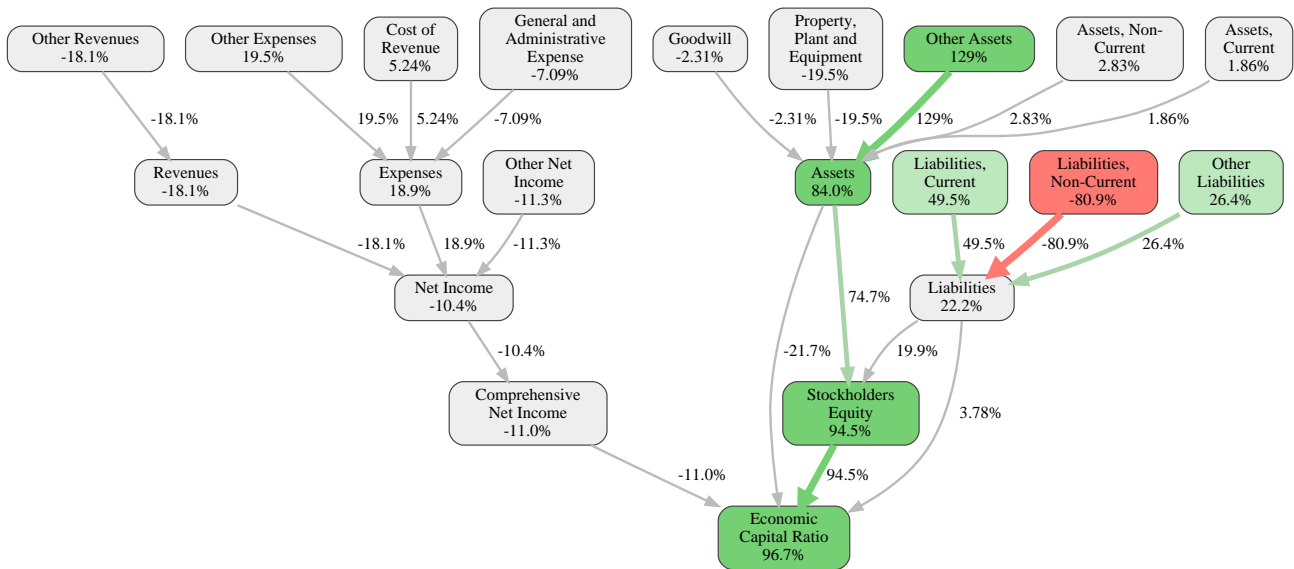 Other Revenues
-18.1%
Other Expenses
19.5%
Cost of
Revenue
5.24%
General and
Administrative
Expense
-7.09%
Goodwill
-2.31%
Property,
Plant and
Equipment
-19.5%
Other Assets
129%
Assets, Non-
Current
2.83%
Assets,
Current
1.86%
-18.1%
19.5%
5.24%
-7.09%
-2.31%
-19.5%
129%
2.83%
1.86%
Revenues
-18.1%
Expenses
18.9%
Other Net
Income
-11.3%
Assets
84.0%
Liabilities,
Current
49.5%
Liabilities,
Non-Current
-80.9%
Other
Liabilities
26.4%
-18.1%
18.9%
-11.3%
49.5%
-80.9%
26.4%
Net Income
-10.4%
74.7%
Liabilities
22.2%
-10.4%
-21.7%
19.9%
Comprehensive
Net Income
-11.0%
Stockholders
Equity
94.5%
3.78%
-11.0%
94.5%
Economic
Capital Ratio
96.7%